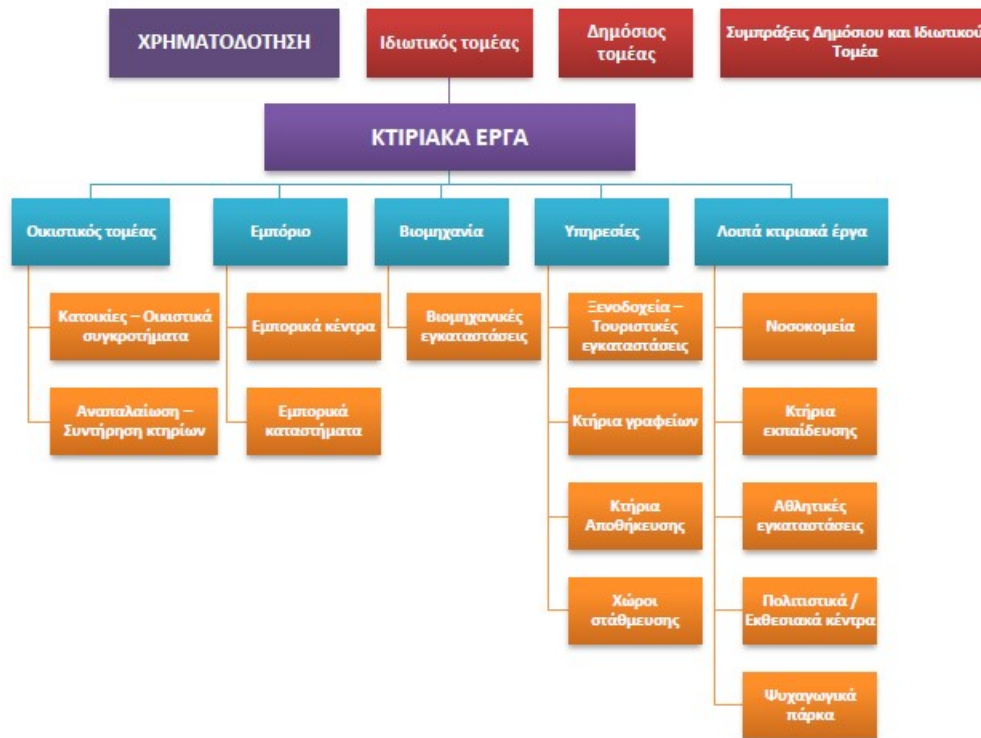 ΧΡΗΜΑΤΟΔΟΤΗΣΗ
Ιδιωτικός τομέας
Δημόσιος
τομέας
Συμπράξεις Δημόσιου και Ιδιωτικού
Τομέα
ΚΤΙΡΙΑΚΑ ΕΡΓΑ
Οικιστικός τομέας
Εμπόριο
Βιομηχανία
Υπηρεσίες
Λοιπά κτιριακά έργα
Κατοικίες – Οικιστικά
συγκροτήματα
Αναπαλαίωση –
Συντήρηση κτηρίων
Εμπορικά κέντρα
Εμπορικά
καταστήματα
Βιομηχανικές
εγκαταστάσεις
Ξενοδοχεία –
Τουριστικές
εγκαταστάσεις
Κτήρια γραφείων
Κτήρια
Αποθήκευσης
Χώροι
στάθμευσης
Νοσοκομεία
Κτήρια
εκπαίδευσης
Αθλητικές
εγκαταστάσεις
Πολιτιστικά /
Εκθεσιακά κέντρα
Ψυχαγωγικά
πάρκα